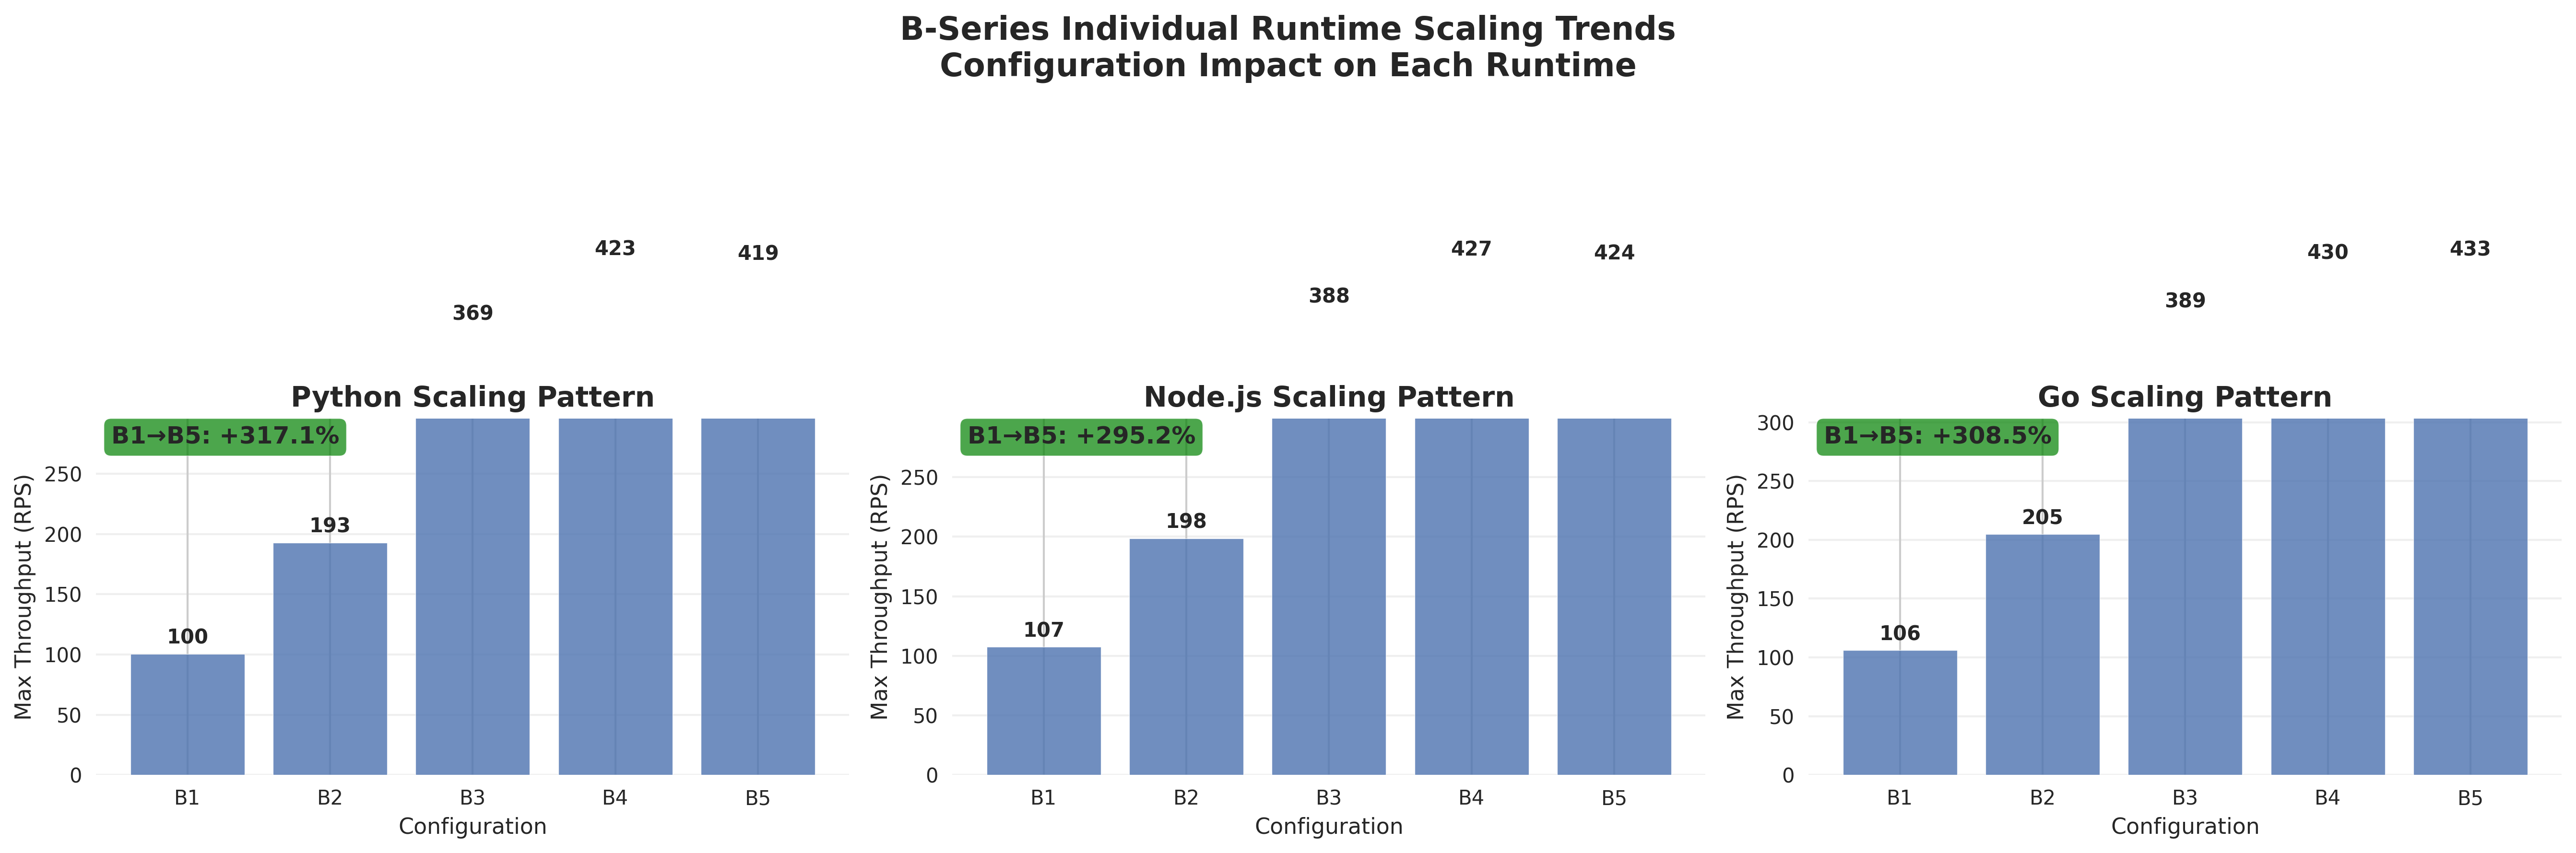 B-Series Individual Runtime Scaling Trends
Configuration Impact on Each Runtime
Python Scaling Pattern
423
419
369
B1→B5: +317.1%
193
100
Max Throughput (RPS)
250
200
150
100
50
0
B1 B2 B3 B4 B5
Configuration
Node.js Scaling Pattern
427
424
388
B1→B5: +295.2%
198
107
Max Throughput (RPS)
250
200
150
100
50
0
B1 B2 B3 B4 B5
Configuration
Go Scaling Pattern
433
430
389
B1→B5: +308.5%
205
106
Max Throughput (RPS)
300
250
200
150
100
50
0
B1 B2 B3 B4 B5
Configuration